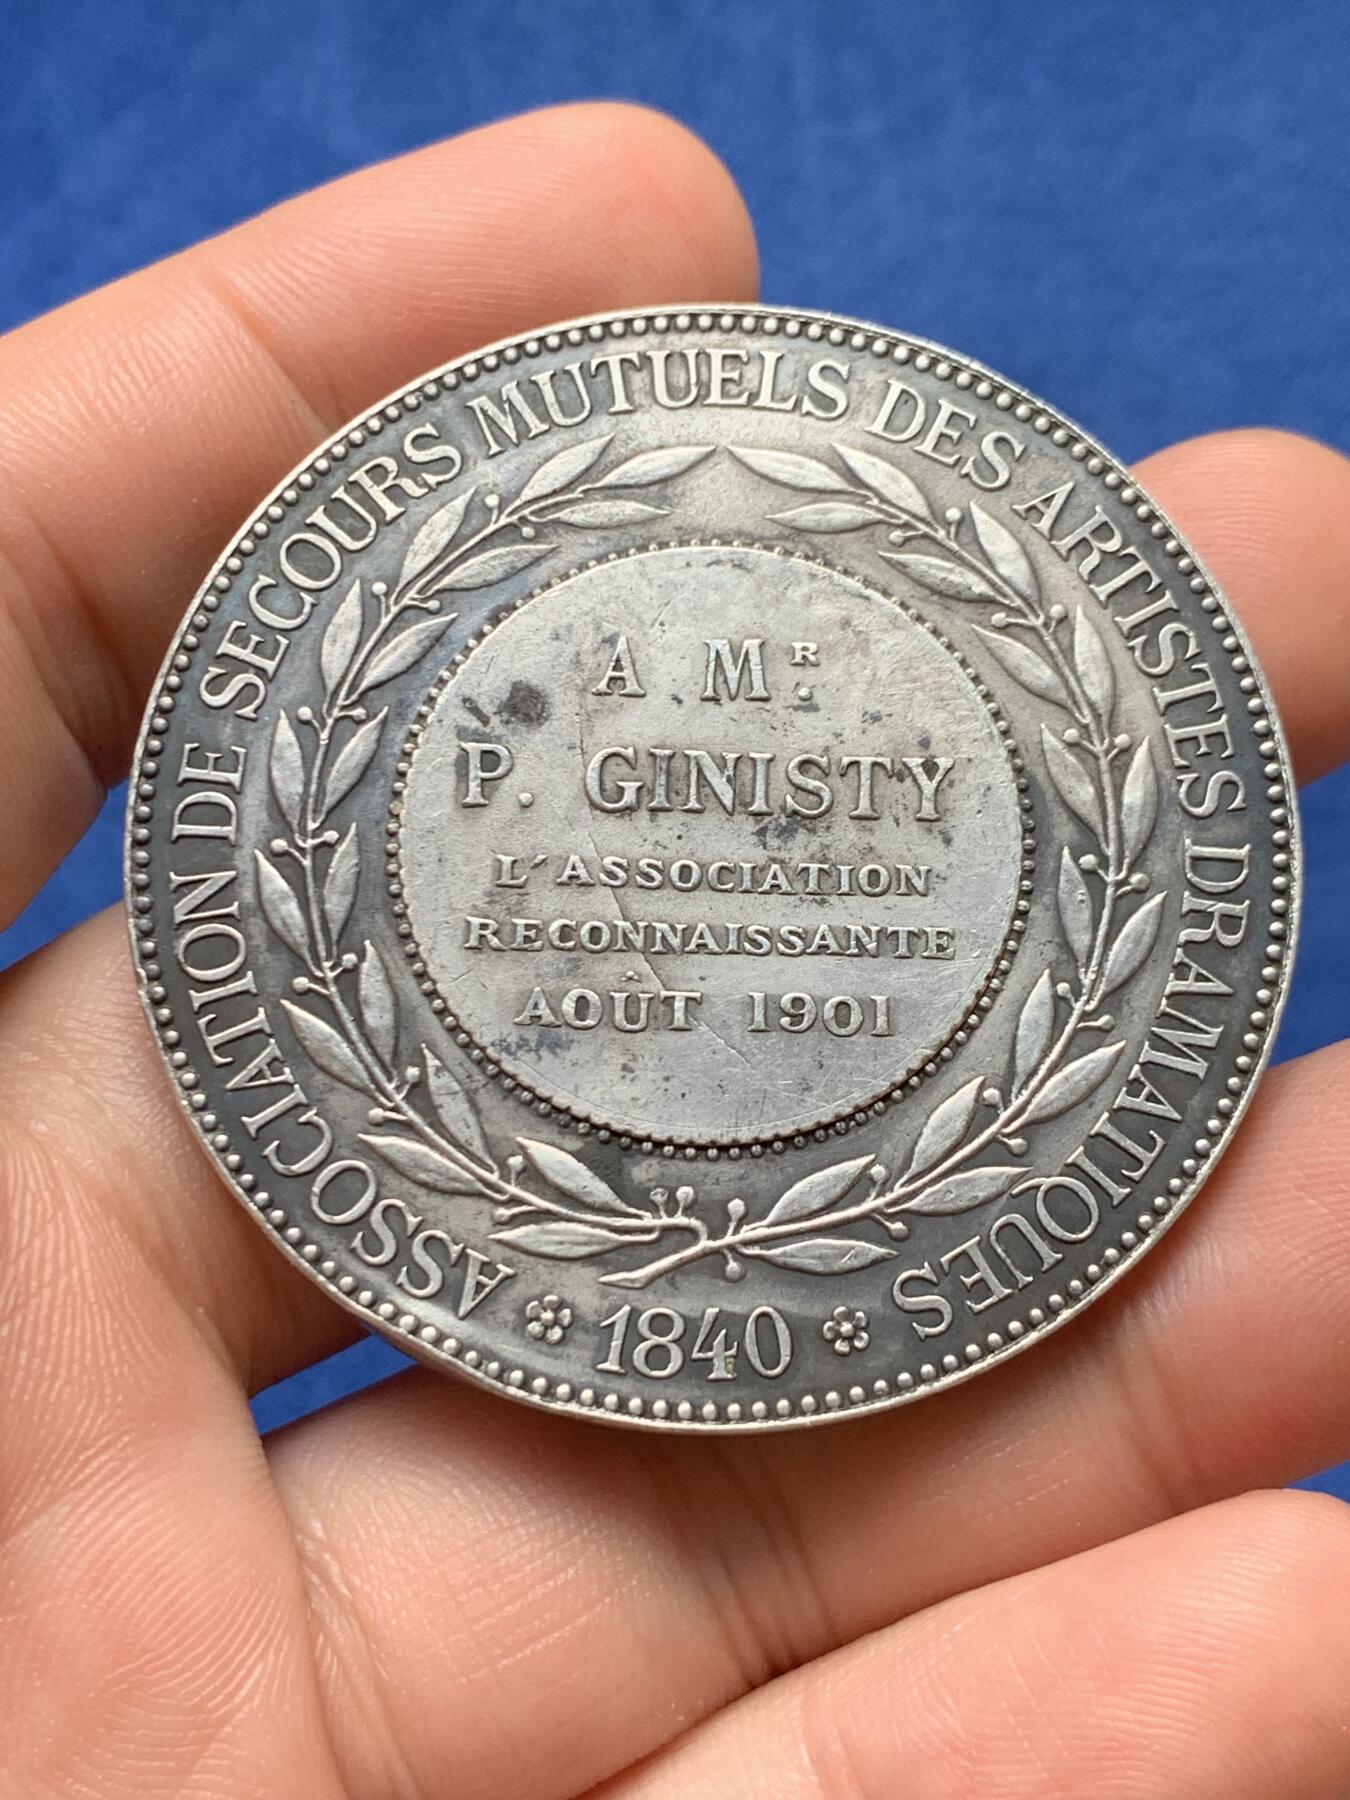 ASSOCIATION DE SECOURS MUTUELS DES ARTISTES DRAMATIQUES
A MR.
P. GINISTY
L'ASSOCIATION
RECONNAISSANTE
AOÛT 1901
1840